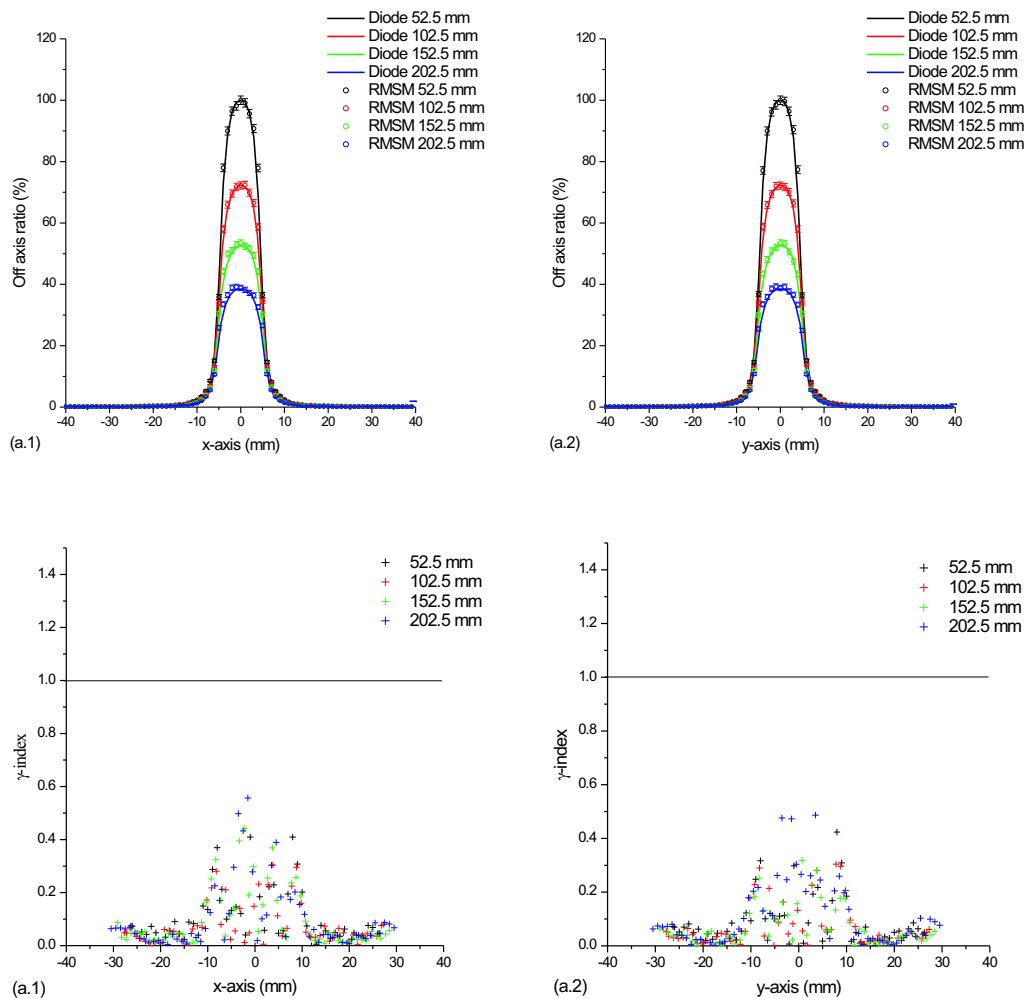 Diode 52.5 mm
Diode 102.5 mm
Diode 152.5 mm
Diode 202.5 mm
RMSM 52.5 mm
RMSM 102.5 mm
RMSM 152.5 mm
RMSM 202.5 mm
120
100
80
60
40
20
0
Off axis ratio (%)
-40 -30 -20 -10 0 10 20 30 40
x-axis (mm)
(a.1)
Diode 52.5 mm
Diode 102.5 mm
Diode 152.5 mm
Diode 202.5 mm
RMSM 52.5 mm
RMSM 102.5 mm
RMSM 152.5 mm
RMSM 202.5 mm
120
100
80
60
40
20
0
Off axis ratio (%)
-40 -30 -20 -10 0 10 20 30 40
y-axis (mm)
(a.2)
52.5 mm
102.5 mm
152.5 mm
202.5 mm
1.4
1.2
1.0
0.8
0.6
0.4
0.2
0.0
γ-index
-40 -30 -20 -10 0 10 20 30 40
x-axis (mm)
(a.1)
52.5 mm
102.5 mm
152.5 mm
202.5 mm
1.4
1.2
1.0
0.8
0.6
0.4
0.2
0.0
γ-index
-40 -30 -20 -10 0 10 20 30 40
y-axis (mm)
(a.2)